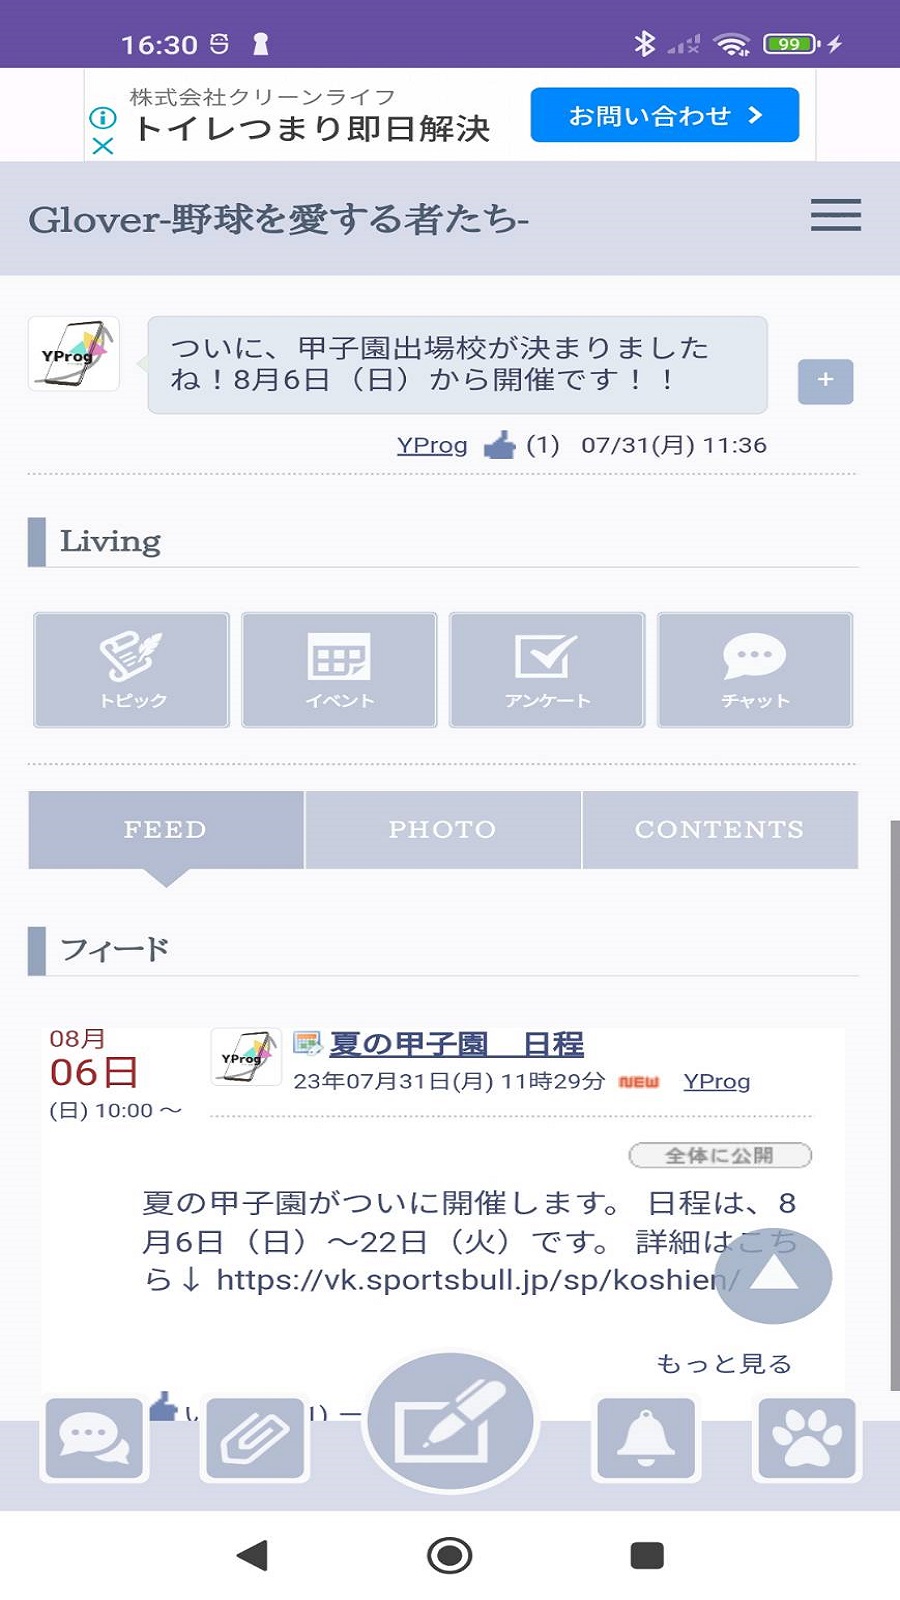 16:30
99
株式会社クリーンライフ
トイレつまり即日解決
お問い合わせ
Glover-野球を愛する者たち-
YProg
ついに、甲子園出場校が決まりました
ね！8月6日（日）から開催です！！
+
YProg (1) 07/31(月) 11:36
Living
トピック イベント アンケート チャット
FEED PHOTO CONTENTS
フィード
08月
06日
(日) 10:00 ～
YProg
夏の甲子園　日程
23年07月31日(月) 11時29分 NEW YProg
全体に公開
夏の甲子園がついに開催します。 日程は、8
月6日（日）～22日（火）です。 詳細はこち
ら↓ https://vk.sportsbull.jp/sp/koshien/
もっと見る